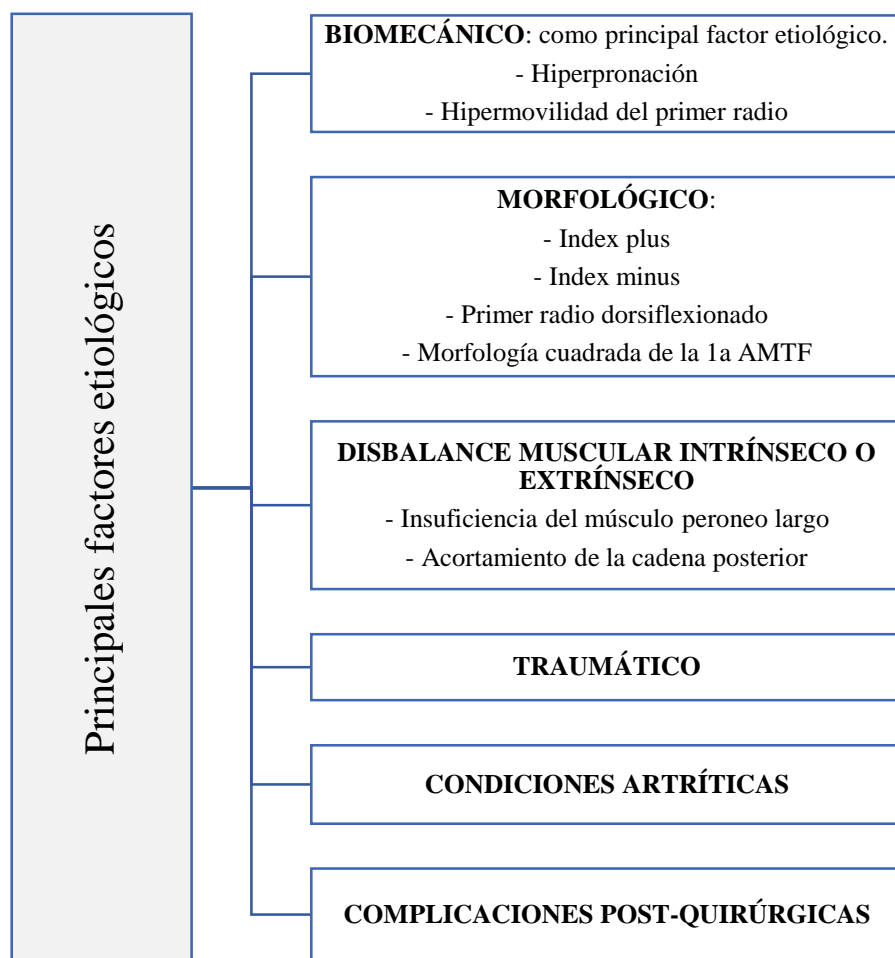 Principales factores etiológicos
BIOMECÁNICO: como principal factor etiológico.
- Hiperpronación
- Hipermovilidad del primer radio
MORFOLÓGICO:
- Index plus
- Index minus
- Primer radio dorsiflexionado
- Morfología cuadrada de la 1a AMTF
DISBALANCE MUSCULAR INTRÍNSECO O
EXTRÍNSECO
- Insuficiencia del músculo peroneo largo
- Acortamiento de la cadena posterior
TRAUMÁTICO
CONDICIONES ARTRÍTICAS
COMPLICACIONES POST-QUIRÚRGICAS